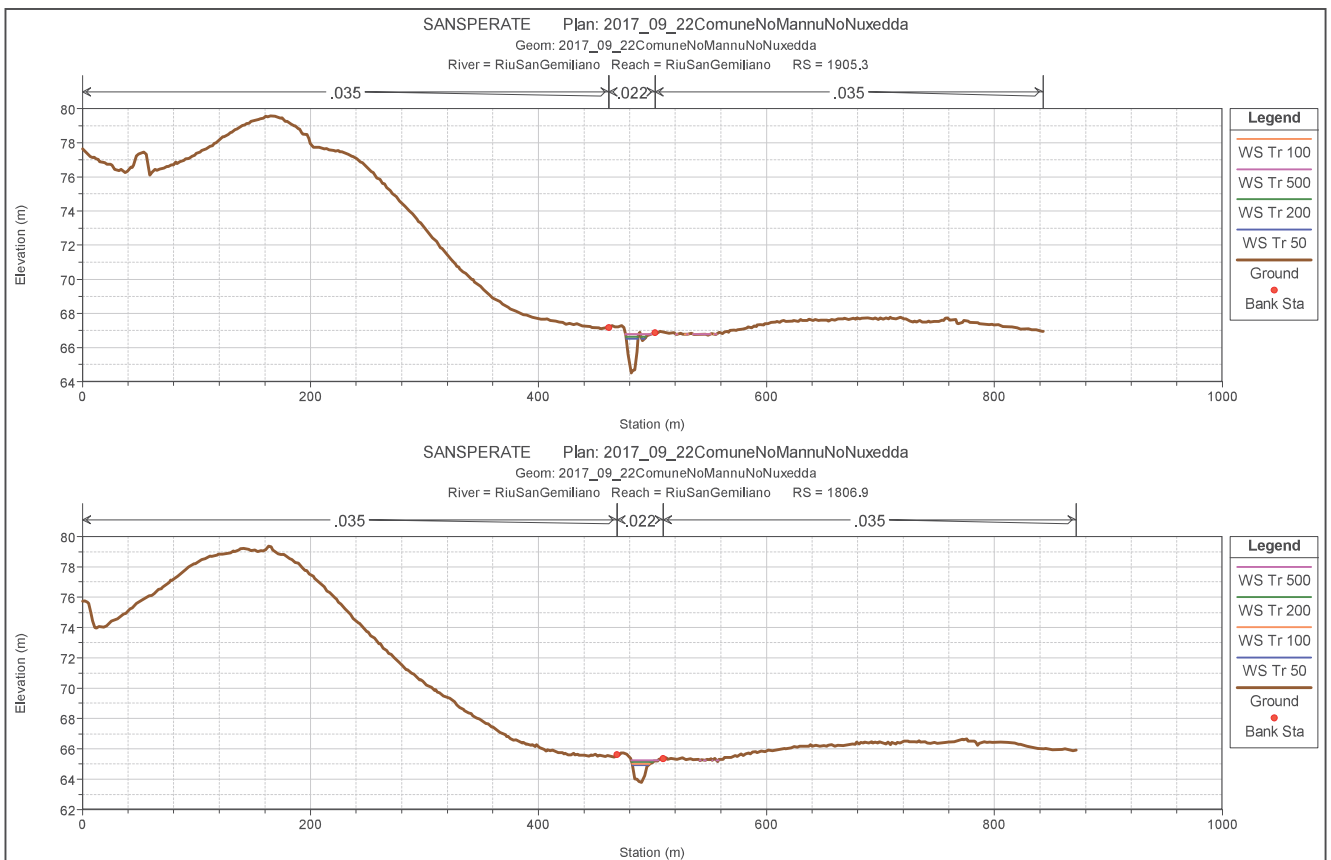 SANSPERATE Plan: 2017_09_22ComuneNoMannuNoNuxedda
Geom: 2017_09_22ComuneNoMannuNoNuxedda
River = RiuSanGemiliano Reach = RiuSanGemiliano RS = 1905.3
.035 .022 .035
80
78
76
74
72
70
68
66
64
Elevation (m)
0 200 400 600 800 1000
Station (m)
Legend
WS Tr 100
WS Tr 500
WS Tr 200
WS Tr 50
Ground
Bank Sta
SANSPERATE Plan: 2017_09_22ComuneNoMannuNoNuxedda
Geom: 2017_09_22ComuneNoMannuNoNuxedda
River = RiuSanGemiliano Reach = RiuSanGemiliano RS = 1806.9
.035 .022 .035
80
78
76
74
72
70
68
66
64
62
Elevation (m)
0 200 400 600 800 1000
Station (m)
Legend
WS Tr 500
WS Tr 200
WS Tr 100
WS Tr 50
Ground
Bank Sta